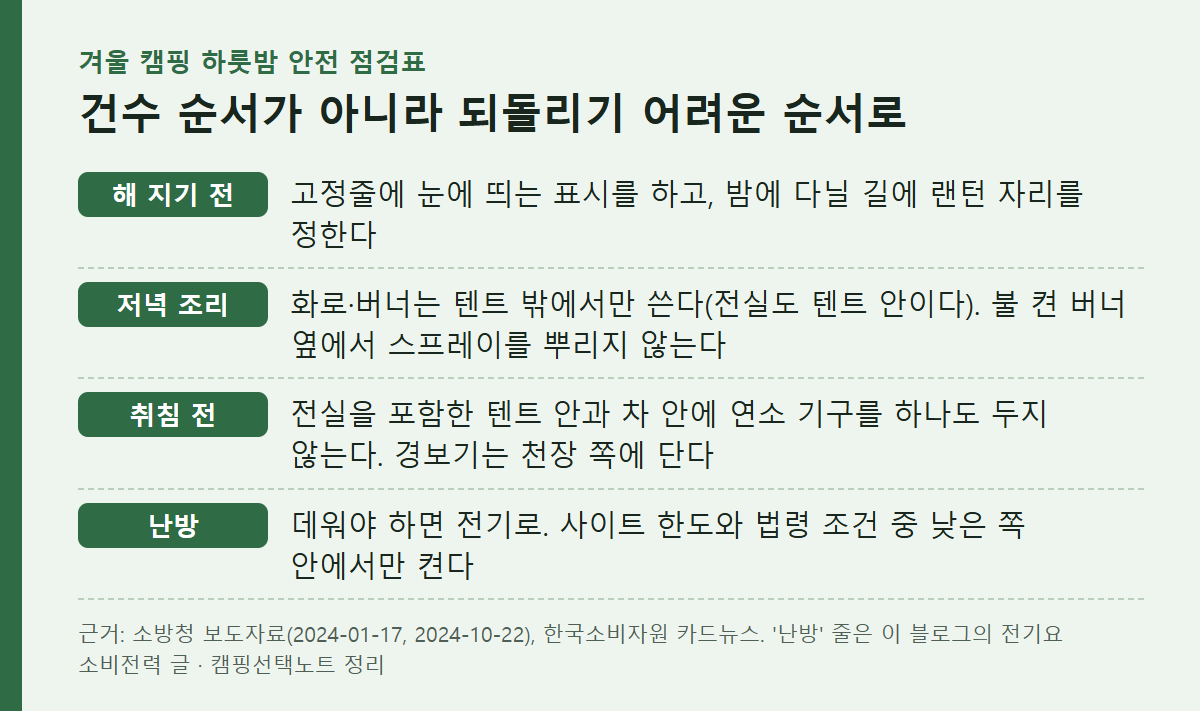 겨울 캠핑 하룻밤 안전 점검표
건수 순서가 아니라 되돌리기 어려운 순서로
해 지기 전
고정줄에 눈에 띄는 표시를 하고, 밤에 다닐 길에 랜턴 자리를
정한다
저녁 조리
화로·버너는 텐트 밖에서만 쓴다(전실도 텐트 안이다). 불 켠 버너
옆에서 스프레이를 뿌리지 않는다
취침 전
전실을 포함한 텐트 안과 차 안에 연소 기구를 하나도 두지
않는다. 경보기는 천장 쪽에 단다
난방
데워야 하면 전기로. 사이트 한도와 법령 조건 중 낮은 쪽
안에서만 켠다
근거: 소방청 보도자료(2024-01-17, 2024-10-22), 한국소비자원 카드뉴스. '난방' 줄은 이 블로그의 전기요
소비전력 글 · 캠핑선택노트 정리